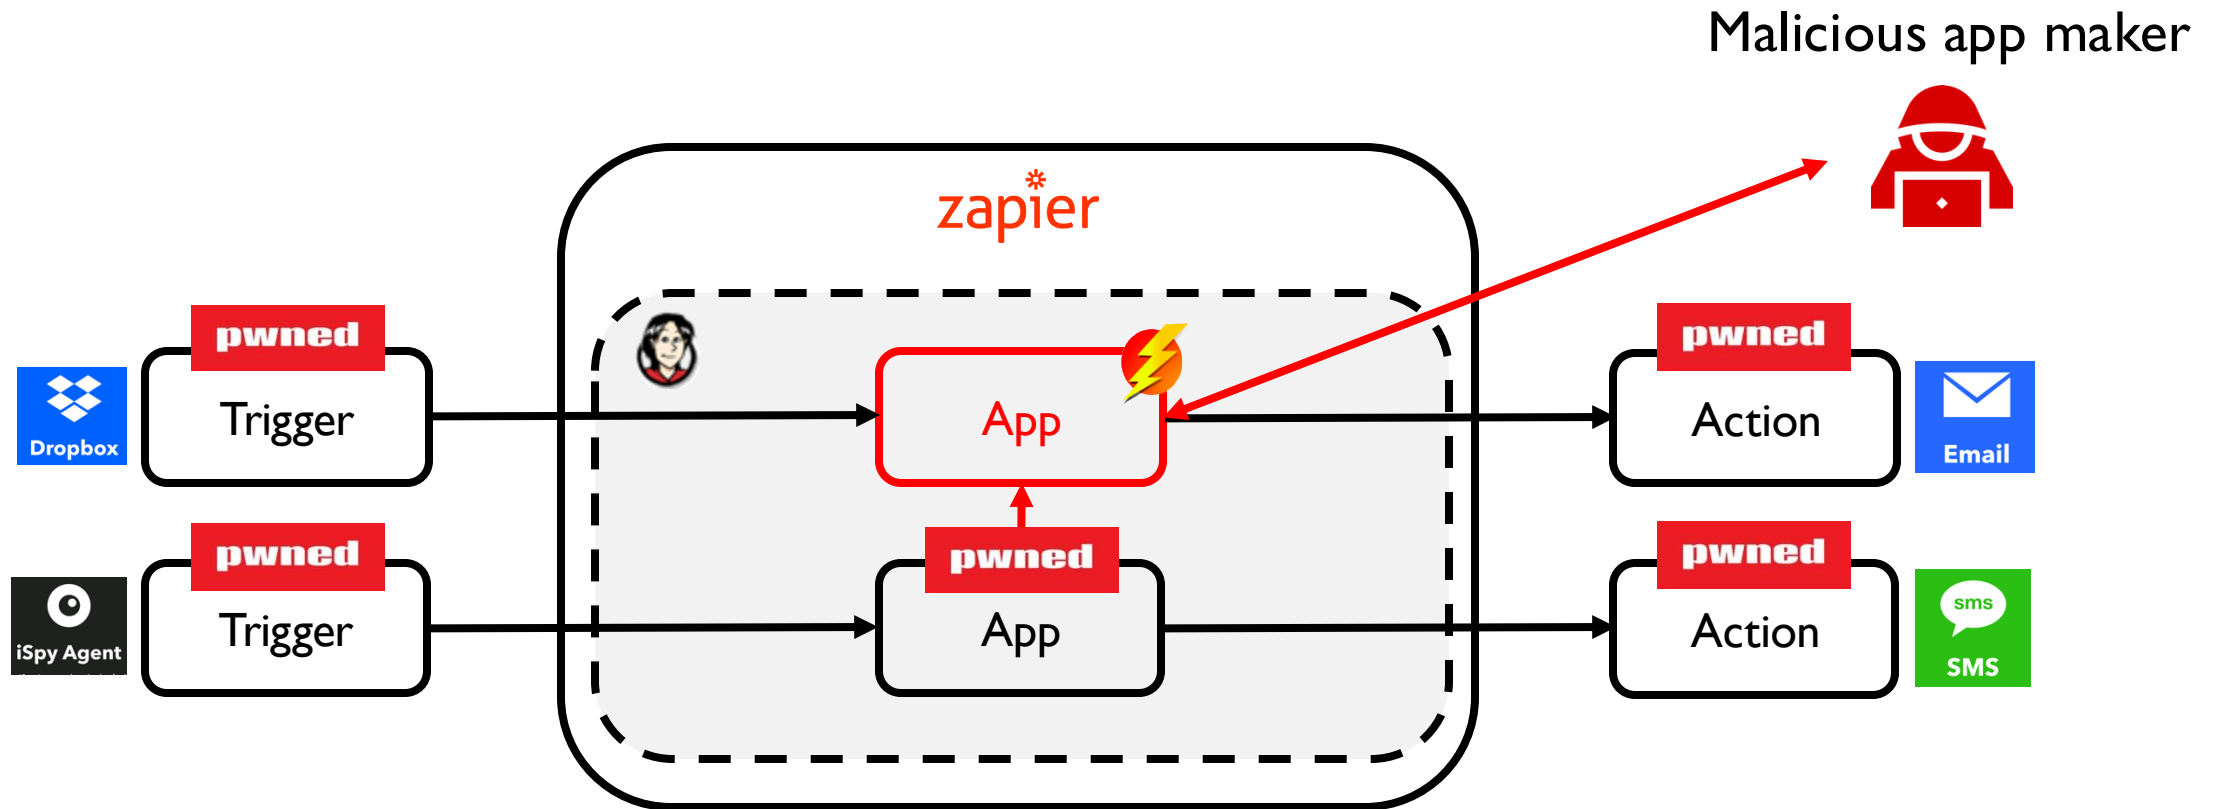 Malicious app maker
zapier
pwned
pwned
Trigger
App
Action
Dropbox
Email
pwned
pwned
pwned
sms
Trigger
App
Action
iSpy Agent
SMS